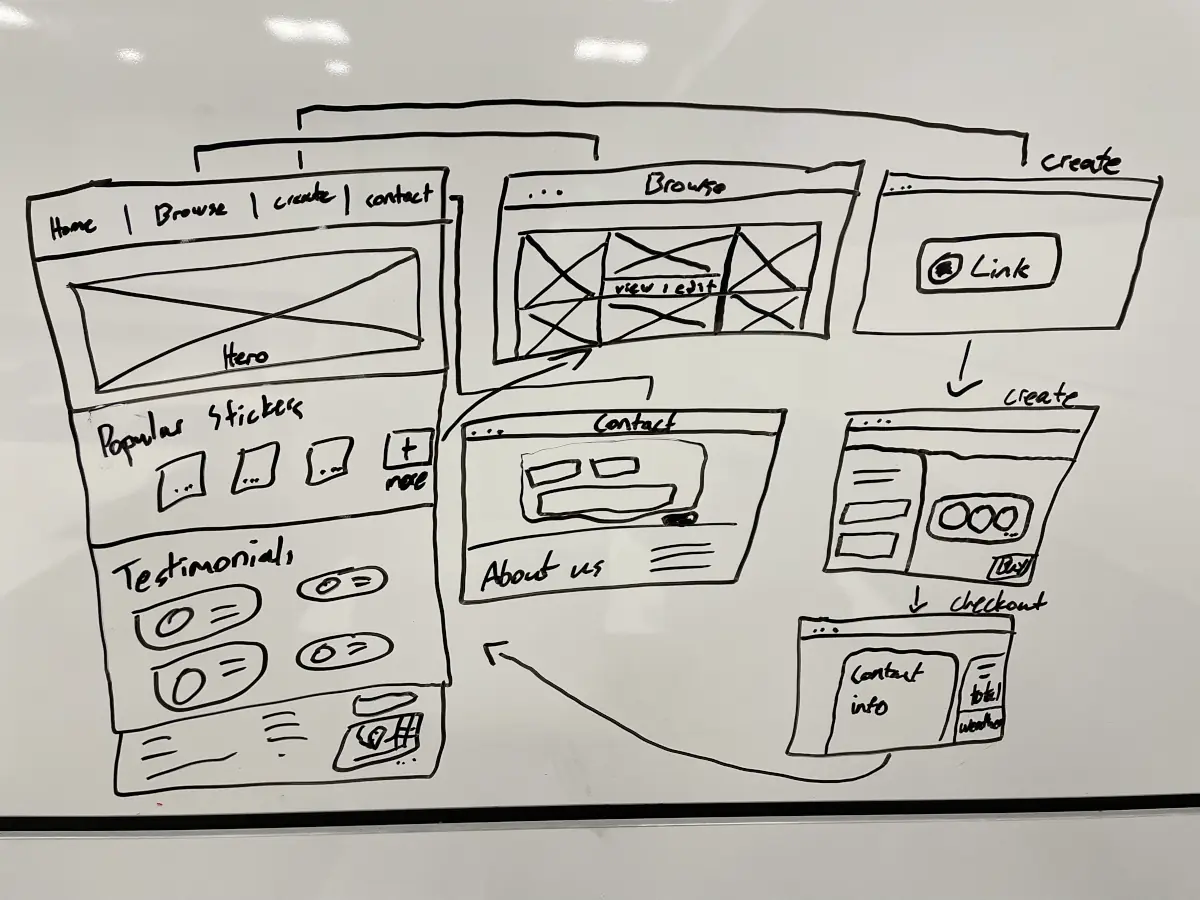 Home | Browse | create | contact
Hero
Popular Stickers
+
more
Testimonials
Browse
view / edit
contact
About us
create
Link
create
Buy
checkout
Contact
info
total